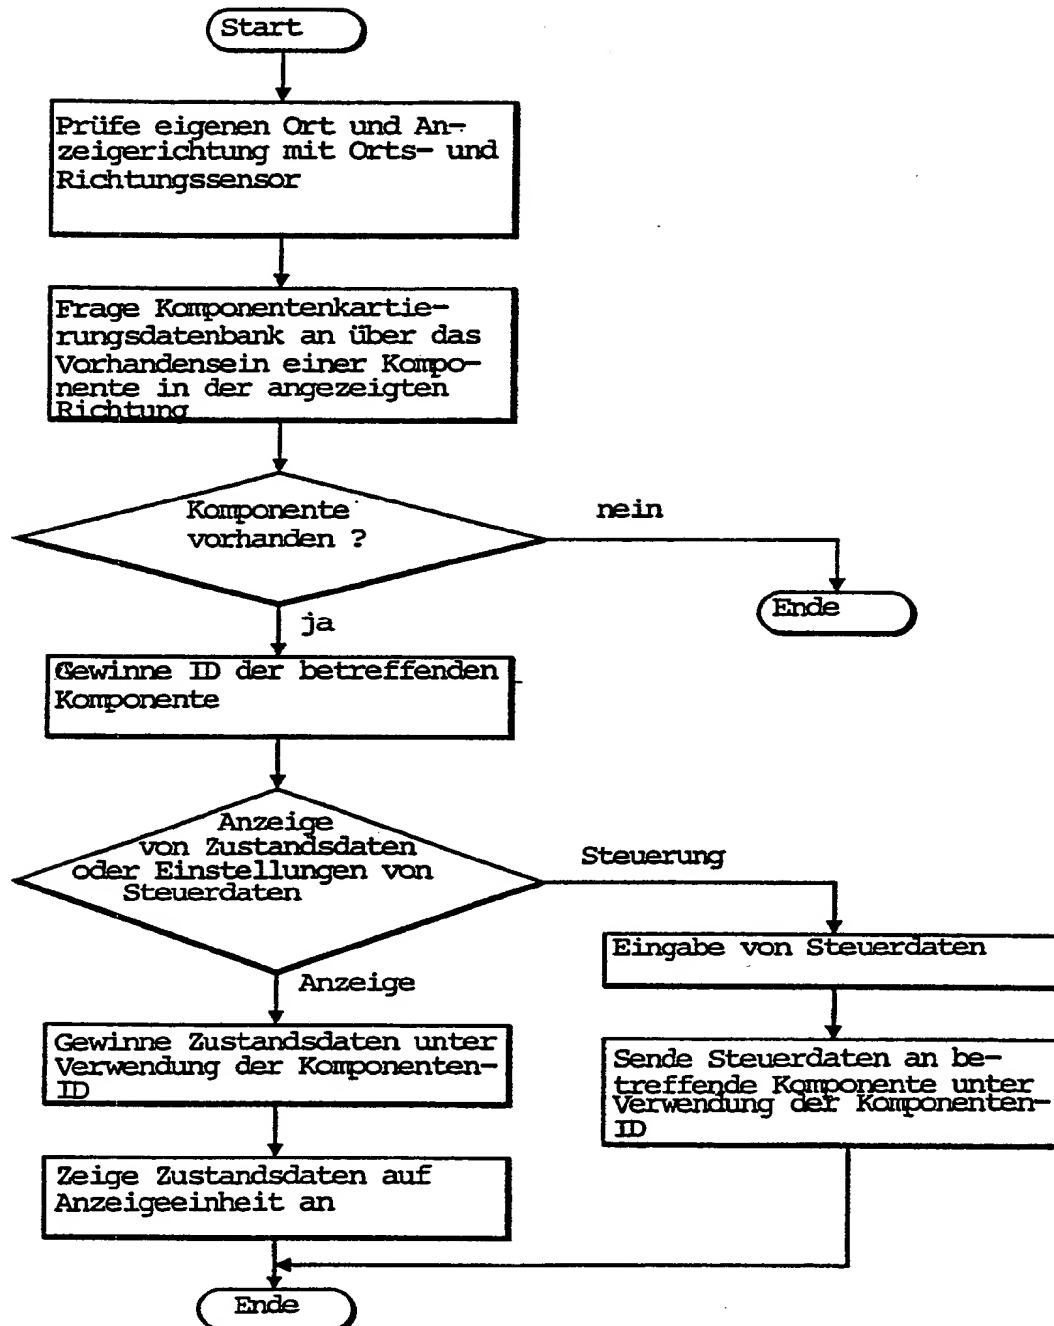 Start
Prüfe eigenen Ort und An-
zeigerichtung mit Orts- und
Richtungssensor
Frage Komponentenkartie-
rungsdatenbank an über das
Vorhandensein einer Kompo-
nente in der angezeigten
Richtung
Komponente
vorhanden ?
nein
Ende
ja
Gewinne ID der betreffenden
Komponente
Anzeige
von Zustandsdaten
oder Einstellungen von
Steuerdaten
Steuerung
Eingabe von Steuerdaten
Sende Steuerdaten an be-
treffende Komponente unter
Verwendung der Komponenten-
ID
Anzeige
Gewinne Zustandsdaten unter
Verwendung der Komponenten-
ID
Zeige Zustandsdaten auf
Anzeigeeinheit an
Ende